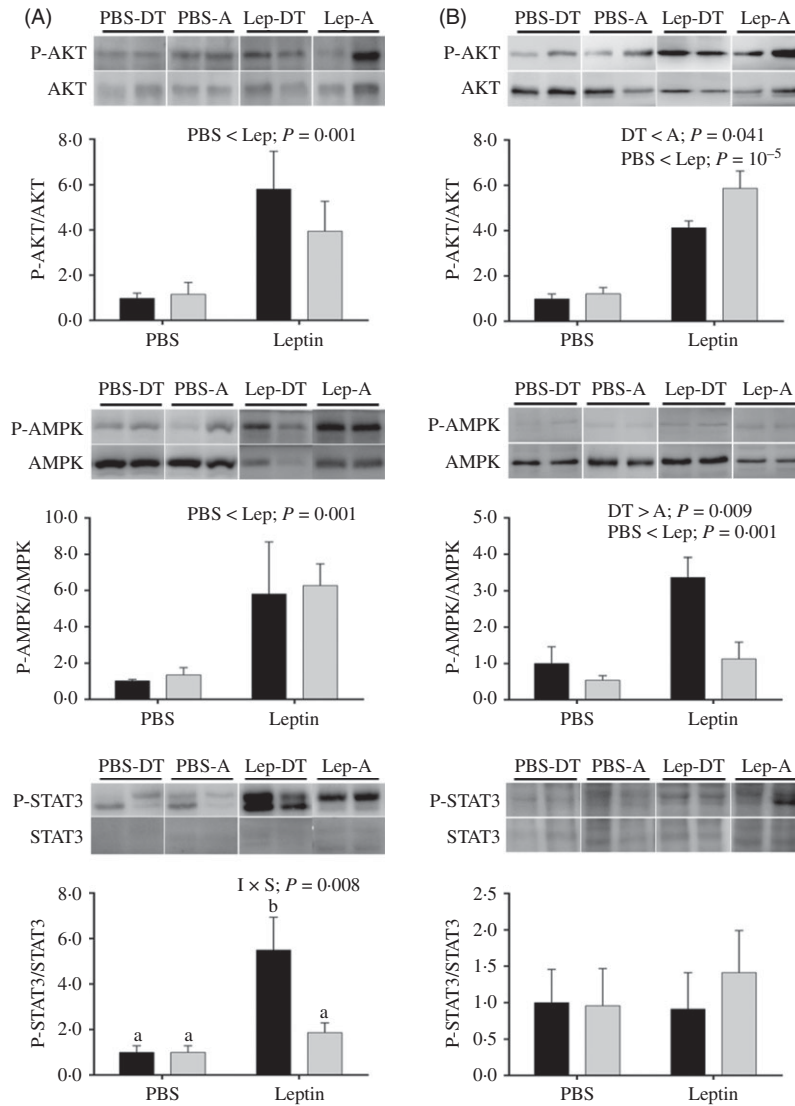 (A)
PBS-DT PBS-A Lep-DT Lep-A
P-AKT
AKT
8·0
6·0
4·0
2·0
0·0
P-AKT/AKT
PBS < Lep; P = 0·001
PBS Leptin
PBS-DT PBS-A Lep-DT Lep-A
P-AMPK
AMPK
10·0
8·0
6·0
4·0
2·0
0·0
P-AMPK/AMPK
PBS < Lep; P = 0·001
PBS Leptin
PBS-DT PBS-A Lep-DT Lep-A
P-STAT3
STAT3
8·0
6·0
4·0
2·0
0·0
P-STAT3/STAT3
I × S; P = 0·008
b
a a a
PBS Leptin
(B)
PBS-DT PBS-A Lep-DT Lep-A
P-AKT
AKT
8·0
6·0
4·0
2·0
0·0
P-AKT/AKT
DT < A; P = 0·041
PBS < Lep; P = 10⁻⁵
PBS Leptin
PBS-DT PBS-A Lep-DT Lep-A
P-AMPK
AMPK
5·0
4·0
3·0
2·0
1·0
0·0
P-AMPK/AMPK
DT > A; P = 0·009
PBS < Lep; P = 0·001
PBS Leptin
PBS-DT PBS-A Lep-DT Lep-A
P-STAT3
STAT3
2·5
2·0
1·5
1·0
0·5
0·0
P-STAT3/STAT3
PBS Leptin